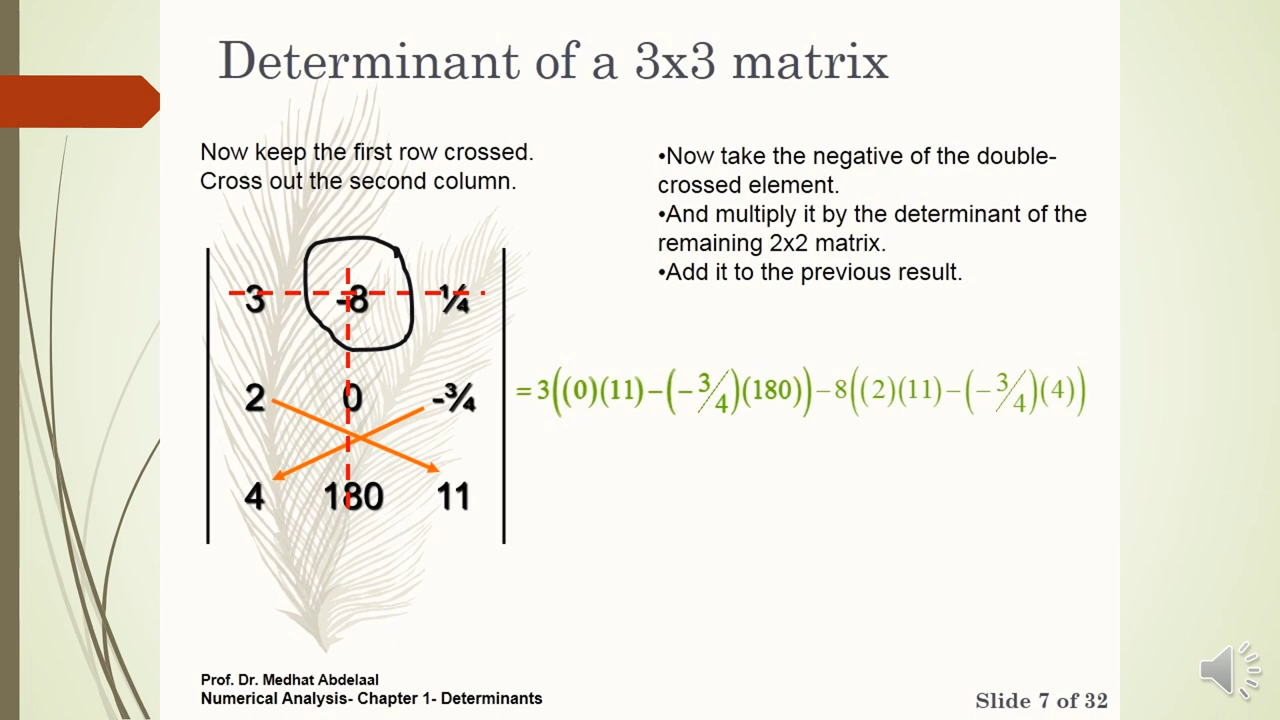 Determinant of a 3x3 matrix
Now keep the first row crossed.
Cross out the second column.
•Now take the negative of the double-
crossed element.
•And multiply it by the determinant of the
remaining 2x2 matrix.
•Add it to the previous result.
3 -8 ¼
2 0 -¾
4 180 11
= 3((0)(11) − (− 3/4)(180)) − 8((2)(11) − (− 3/4)(4))
Prof. Dr. Medhat Abdelaal
Numerical Analysis- Chapter 1- Determinants
Slide 7 of 32